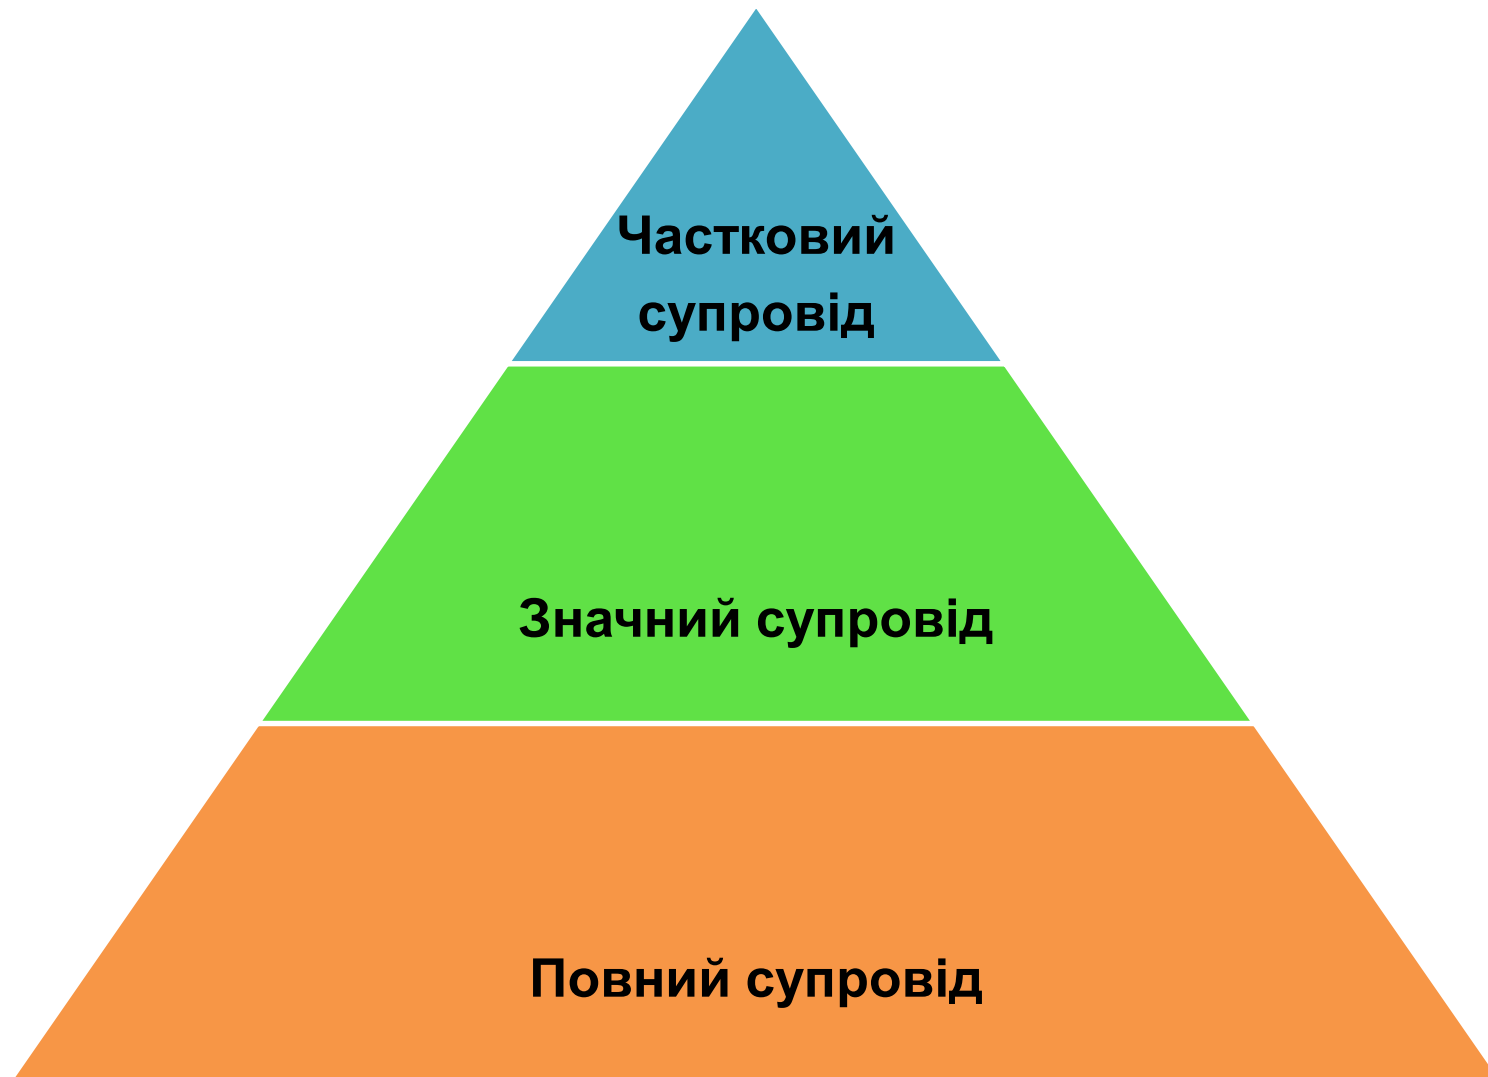 Частковий
супровід
Значний супровід
Повний супровід